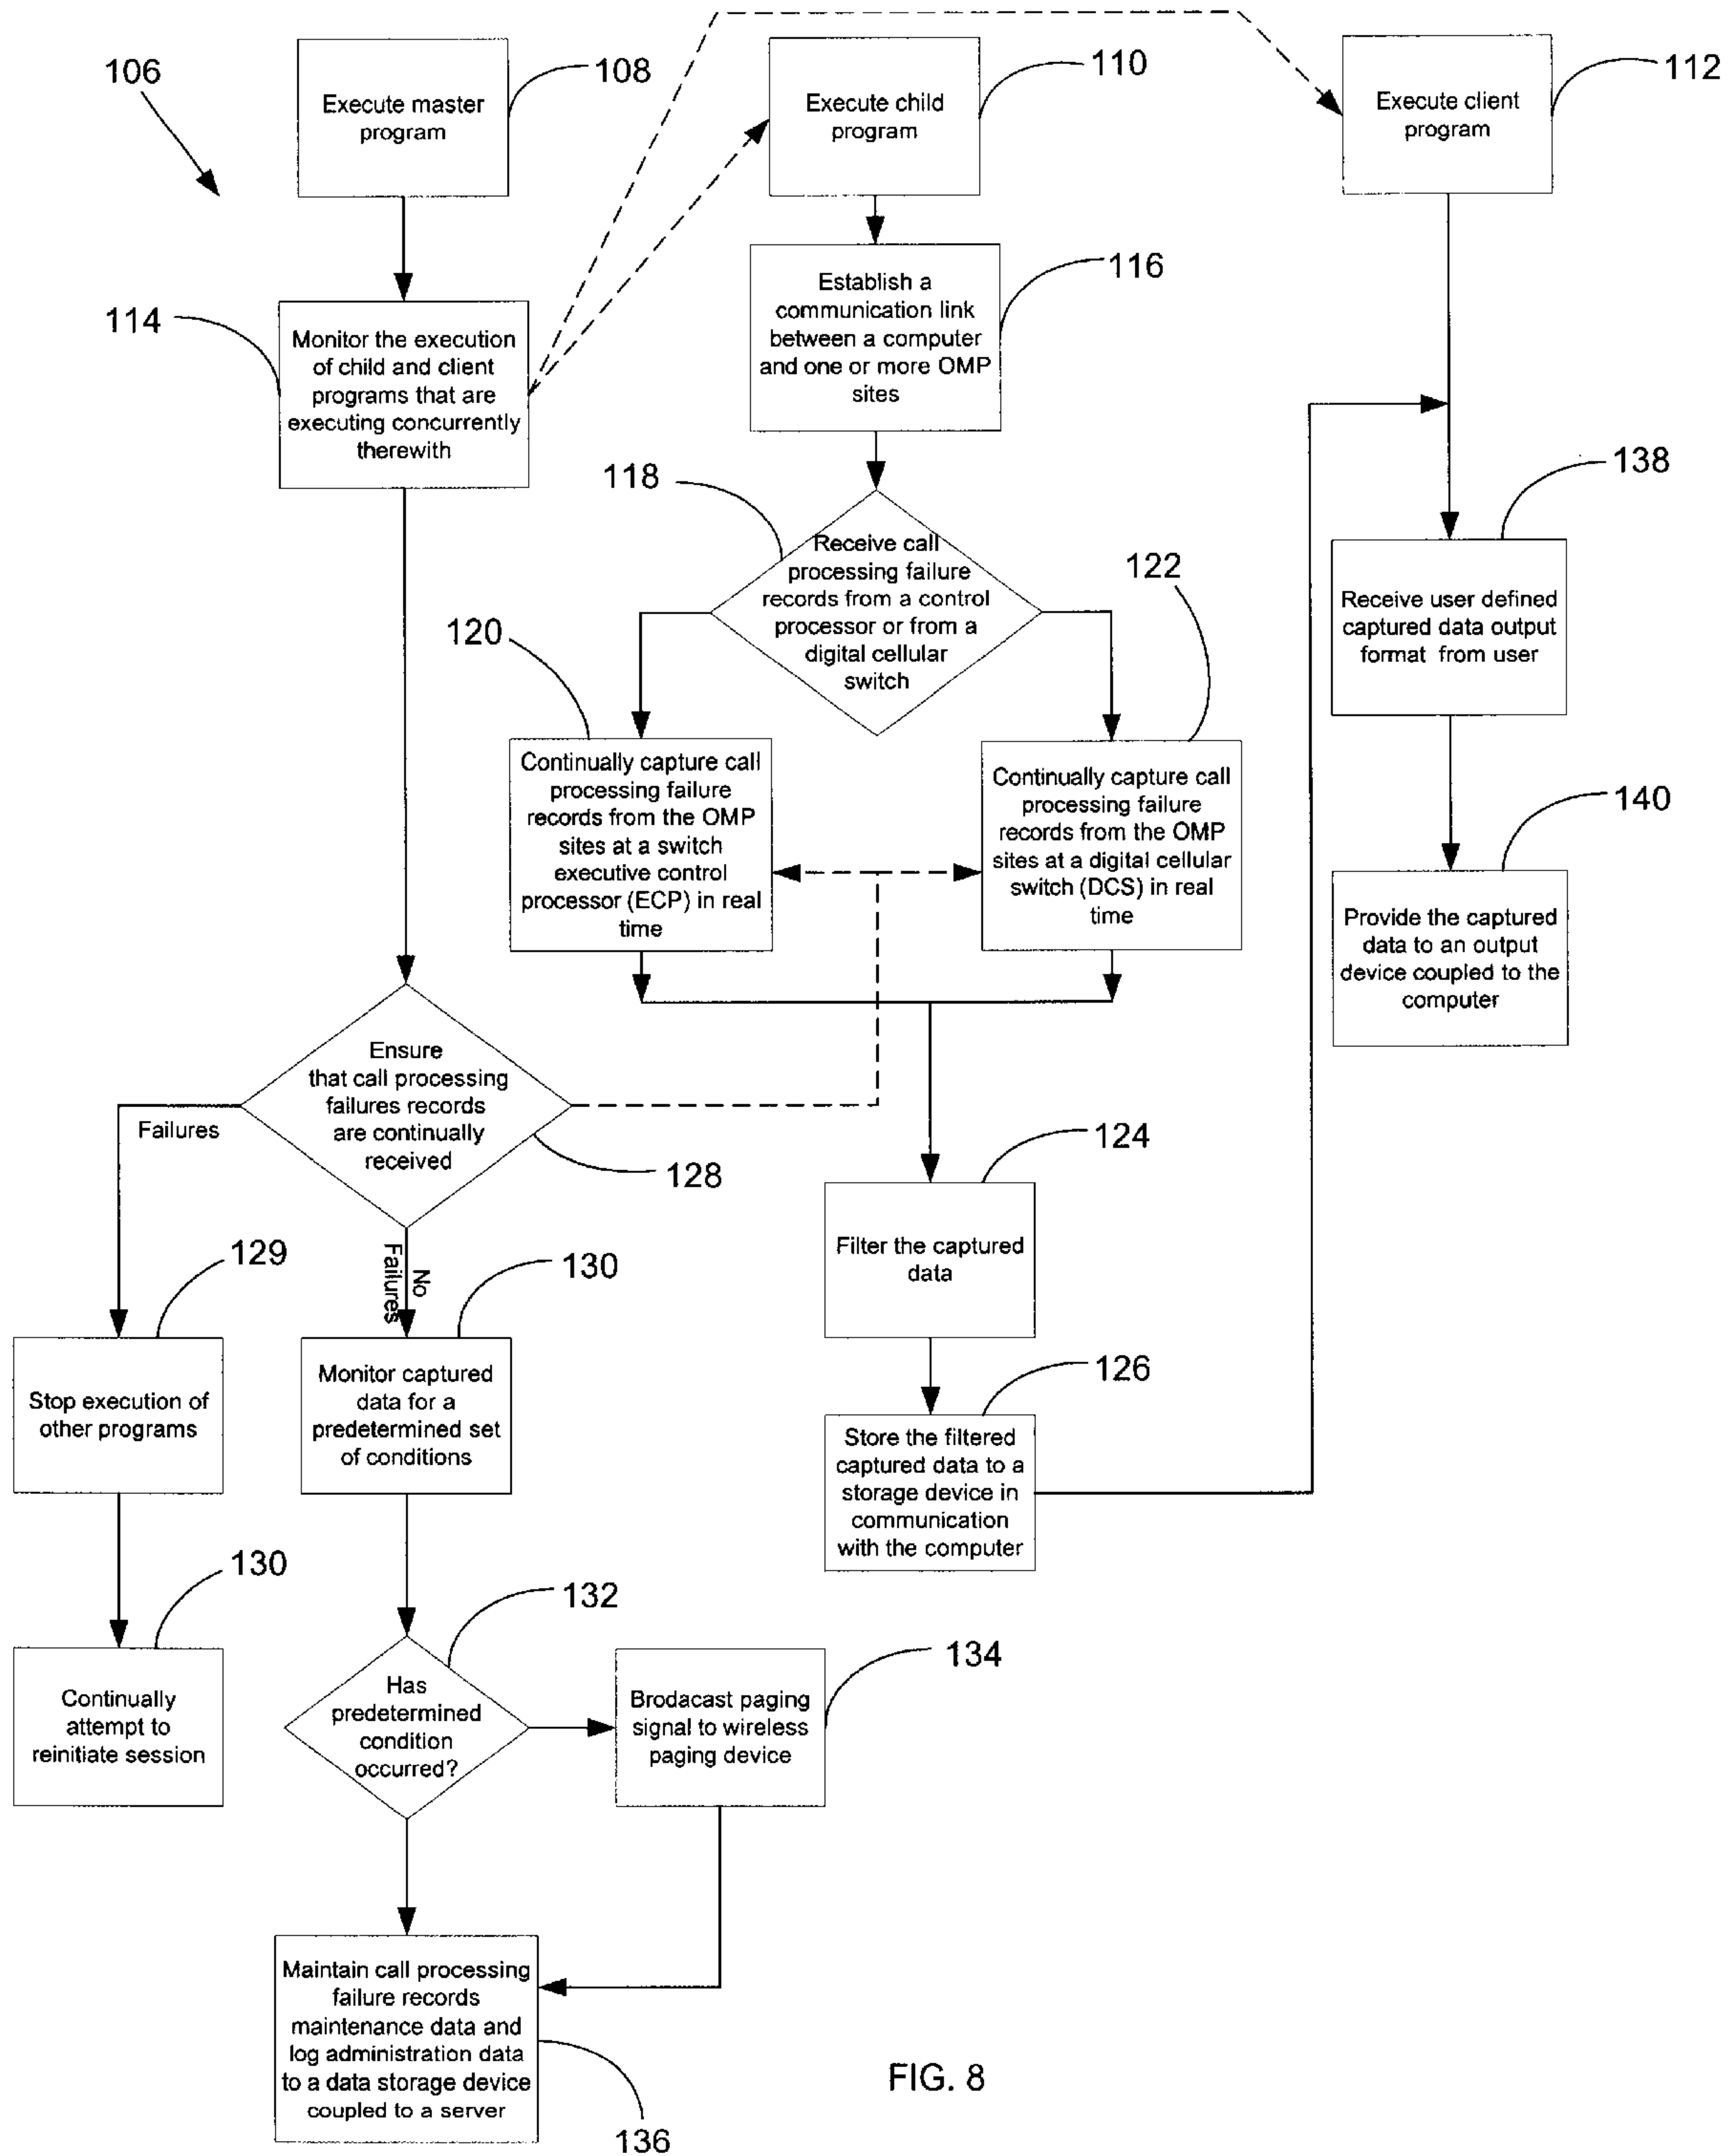 106
Execute master
program
108
Execute child
program
110
Execute client
program
112
114
Monitor the execution
of child and client
programs that are
executing concurrently
therewith
Establish a
communication link
between a computer
and one or more OMP
sites
116
118
Receive call
processing failure
records from a control
processor or from a
digital cellular
switch
120
122
Continually capture call
processing failure
records from the OMP
sites at a switch
executive control
processor (ECP) in real
time
Continually capture call
processing failure
records from the OMP
sites at a digital cellular
switch (DCS) in real
time
138
Receive user defined
captured data output
format from user
140
Provide the captured
data to an output
device coupled to the
computer
Ensure
that call processing
failures records
are continually
received
128
Failures
No
Failures
124
Filter the captured
data
126
Store the filtered
captured data to a
storage device in
communication
with the computer
129
Stop execution of
other programs
130
Monitor captured
data for a
predetermined set
of conditions
130
Continually
attempt to
reinitiate session
132
Has
predetermined
condition
occurred?
134
Brodacast paging
signal to wireless
paging device
Maintain call processing
failure records
maintenance data and
log administration data
to a data storage device
coupled to a server
136
FIG. 8